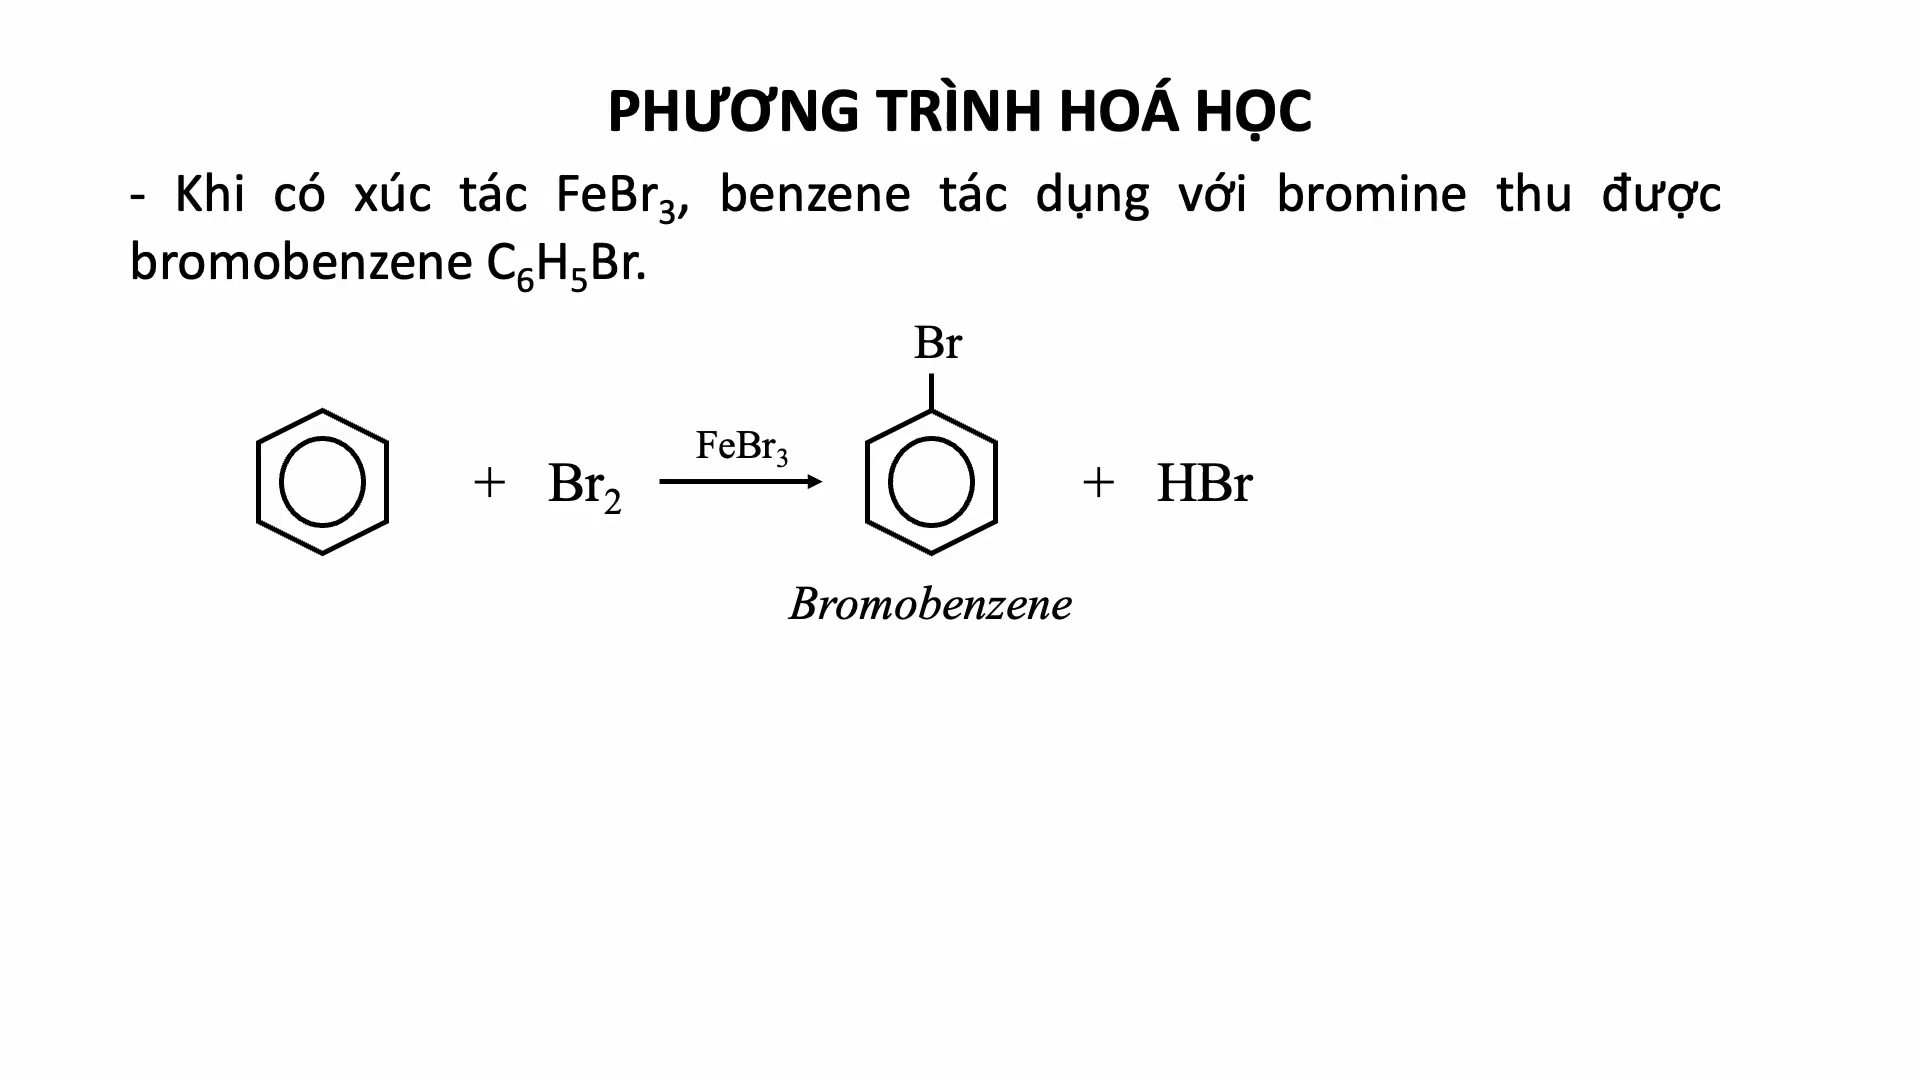 PHƯƠNG TRÌNH HOÁ HỌC
- Khi có xúc tác FeBr₃, benzene tác dụng với bromine thu được
bromobenzene C₆H₅Br.
Br
FeBr₃
+ Br₂ + HBr
Bromobenzene